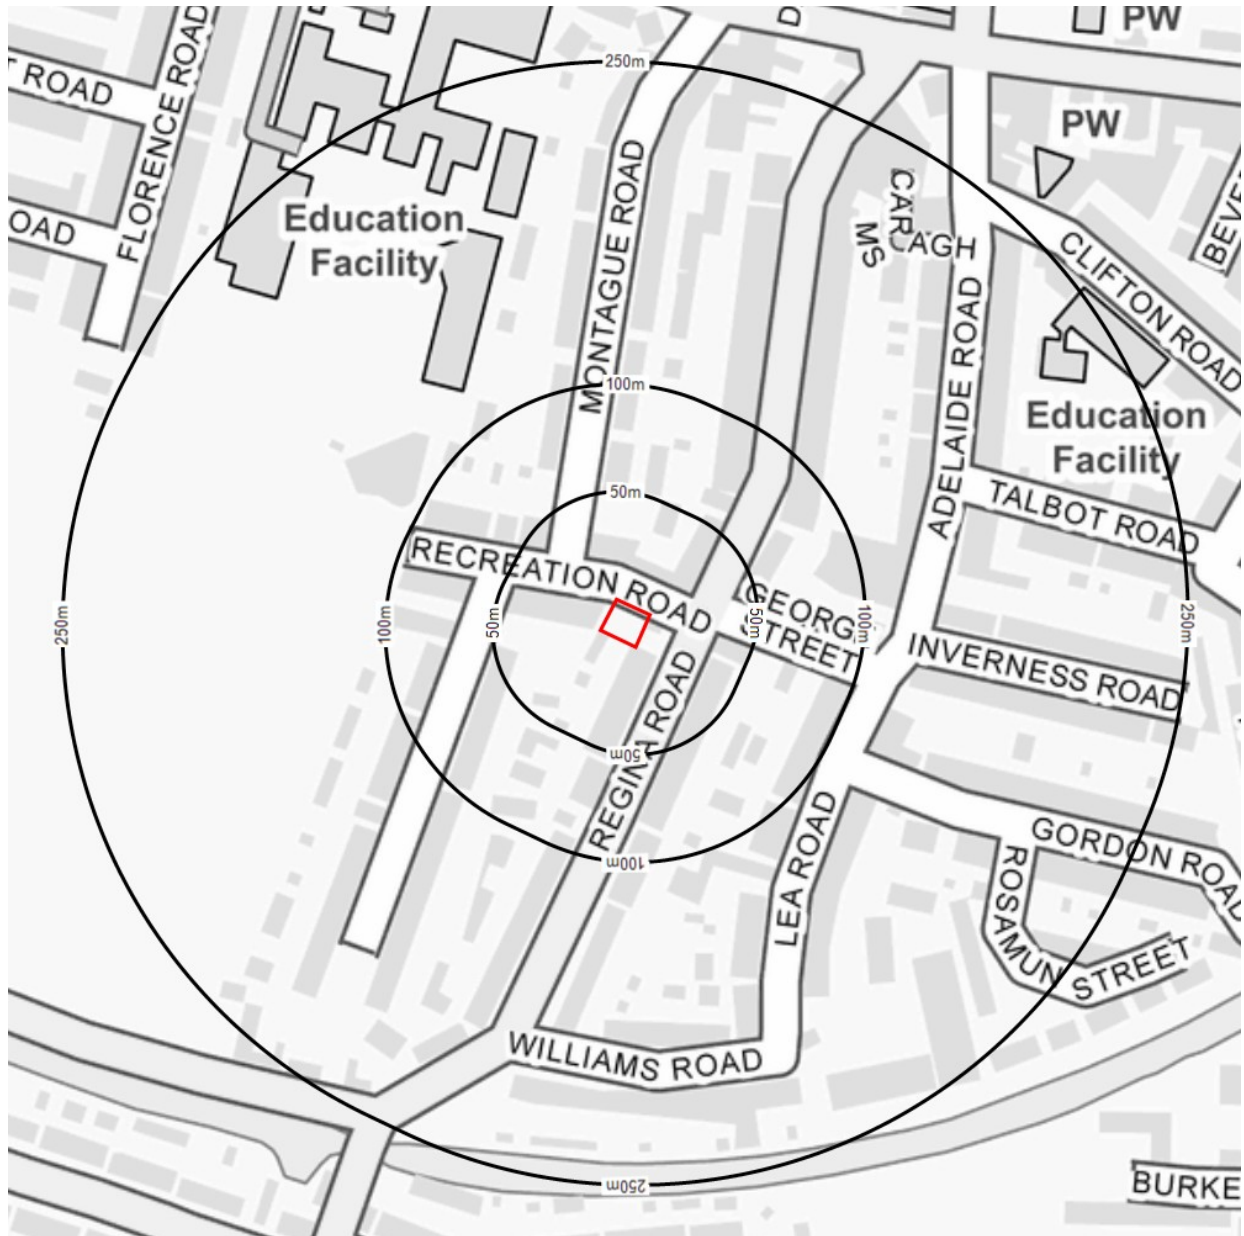 D
PW
T ROAD
FLORENCE ROAD
250m
PW
OAD
Education
Facility
MONTAGUE ROAD
CAR
AGH
MS
CLIFTON ROAD
BEVE
ADELAIDE ROAD
100m
Education
Facility
50m
TALBOT ROAD
RECREATION ROAD
GEORG
STREET
250m
100m
50m
50m
100m
250m
INVERNESS ROAD
REGINA ROAD
50m
100m
LEA ROAD
GORDON ROAD
ROSAMUN STREET
WILLIAMS ROAD
250m
BURKE